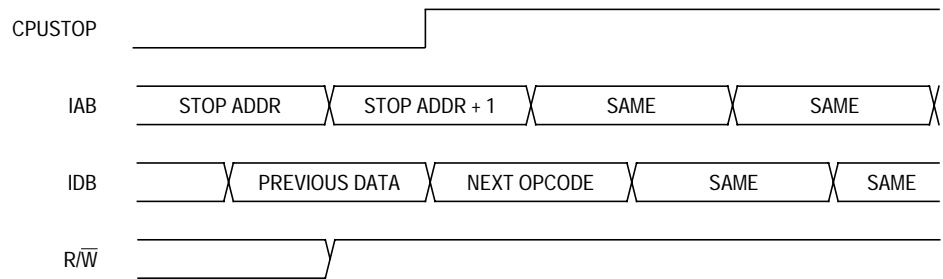 CPUSTOP
IAB STOP ADDR STOP ADDR + 1 SAME SAME
IDB PREVIOUS DATA NEXT OPCODE SAME SAME
R/W̅